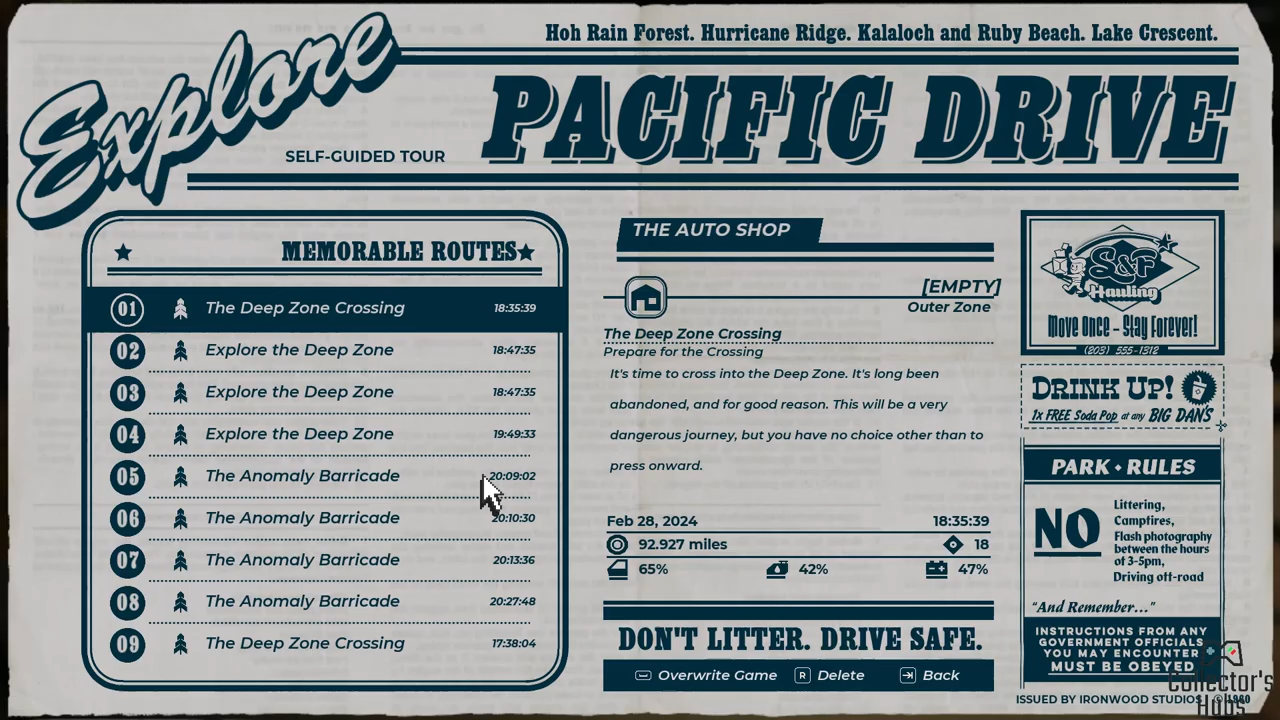 Explore
Hoh Rain Forest. Hurricane Ridge. Kalaloch and Ruby Beach. Lake Crescent.
SELF-GUIDED TOUR
PACIFIC DRIVE
MEMORABLE ROUTES
01 The Deep Zone Crossing 18:35:39
02 Explore the Deep Zone 18:47:35
03 Explore the Deep Zone 18:47:35
04 Explore the Deep Zone 19:49:33
05 The Anomaly Barricade 20:09:02
06 The Anomaly Barricade 20:10:30
07 The Anomaly Barricade 20:13:36
08 The Anomaly Barricade 20:27:48
09 The Deep Zone Crossing 17:38:04
THE AUTO SHOP
[EMPTY]
Outer Zone
The Deep Zone Crossing
Prepare for the Crossing
It's time to cross into the Deep Zone. It's long been
abandoned, and for good reason. This will be a very
dangerous journey, but you have no choice other than to
press onward.
Feb 28, 2024 18:35:39
92.927 miles 18
65% 42% 47%
DON'T LITTER. DRIVE SAFE.
Overwrite Game R Delete Back
S&F
Hauling
Move Once - Stay Forever!
(203) 555-1312
DRINK UP!
1x FREE Soda Pop at any BIG DAN'S
PARK • RULES
NO
Littering,
Campfires,
Flash photography
between the hours
of 3-5pm,
Driving off-road
"And Remember..."
INSTRUCTIONS FROM ANY
GOVERNMENT OFFICIALS
YOU MAY ENCOUNTER
MUST BE OBEYED
ISSUED BY IRONWOOD STUDIOS
Collector's
Hubs